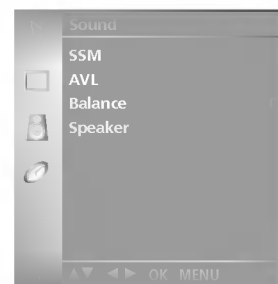 Sound
SSM
AVL
Balance
Speaker
▲▼ ◄► OK MENU